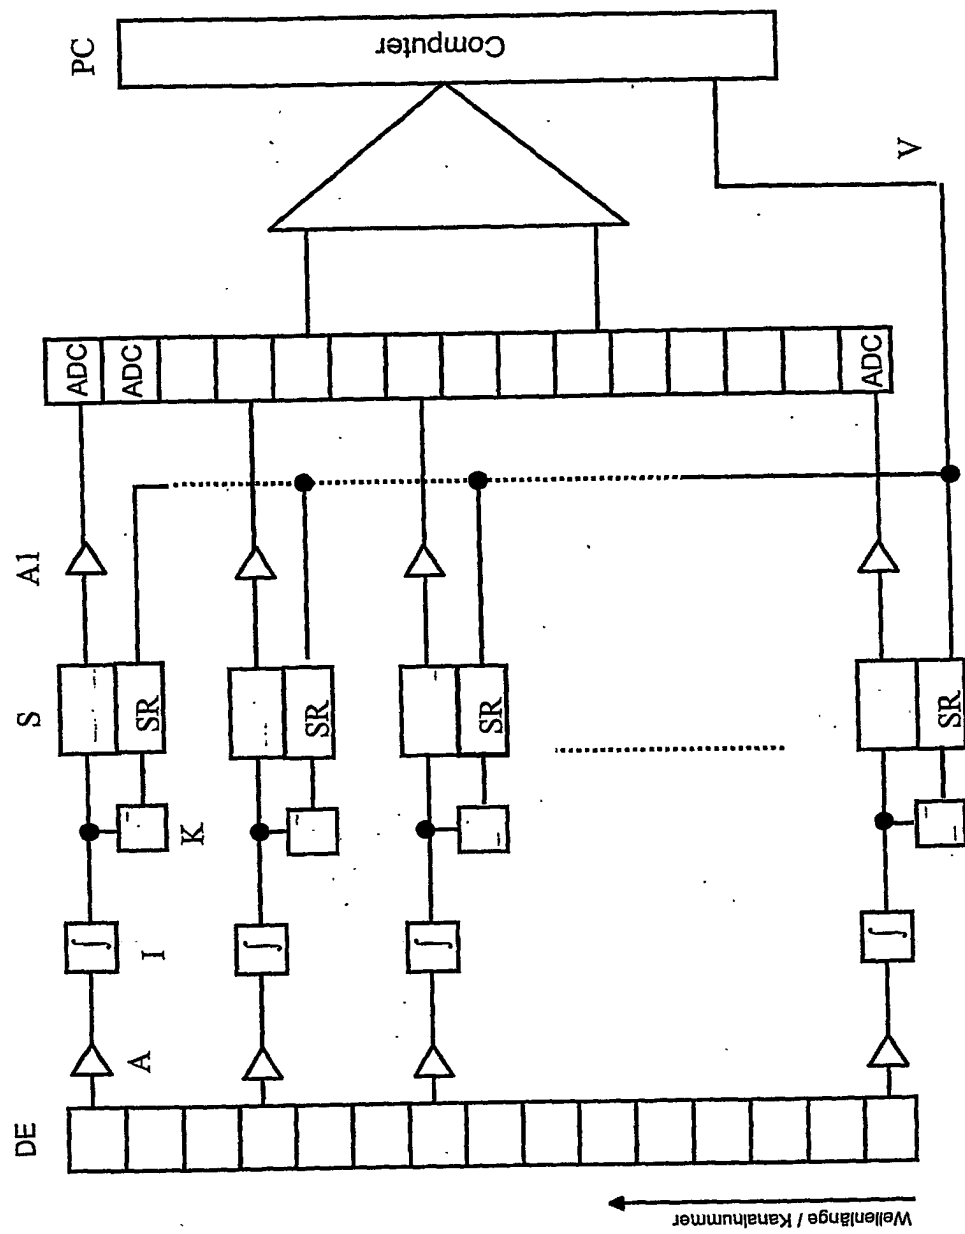 DE
A
I
K
S
A1
PC
V
ADC
ADC
ADC
SR
SR
SR
SR
∫
∫
∫
∫
Computer
Wellenlänge / Kanalnummer